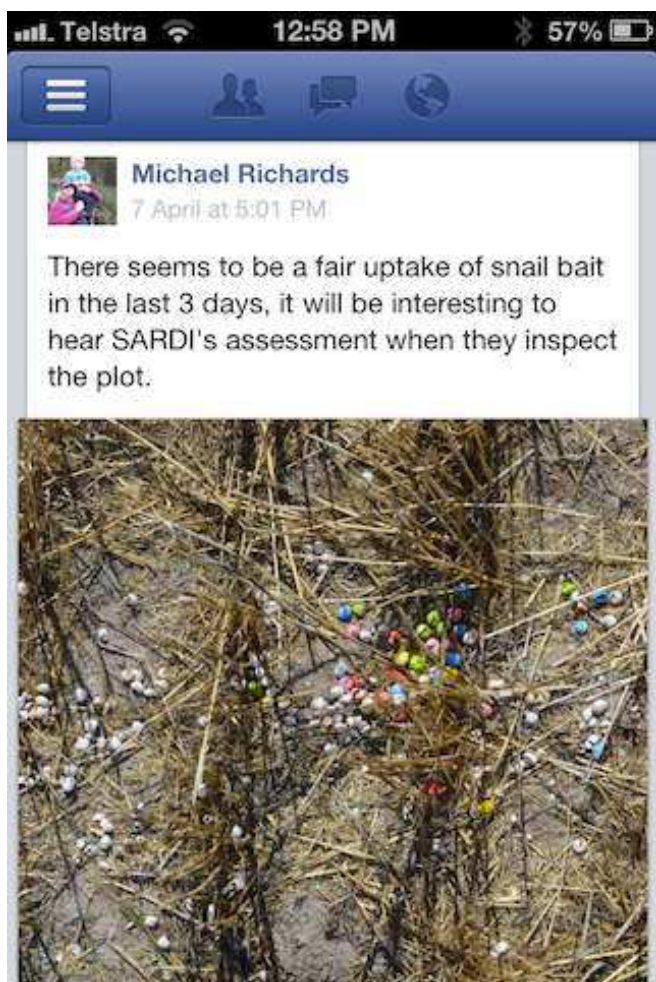 Telstra 12:58 PM 57%
Michael Richards
7 April at 5:01 PM
There seems to be a fair uptake of snail bait
in the last 3 days, it will be interesting to
hear SARDI's assessment when they inspect
the plot.